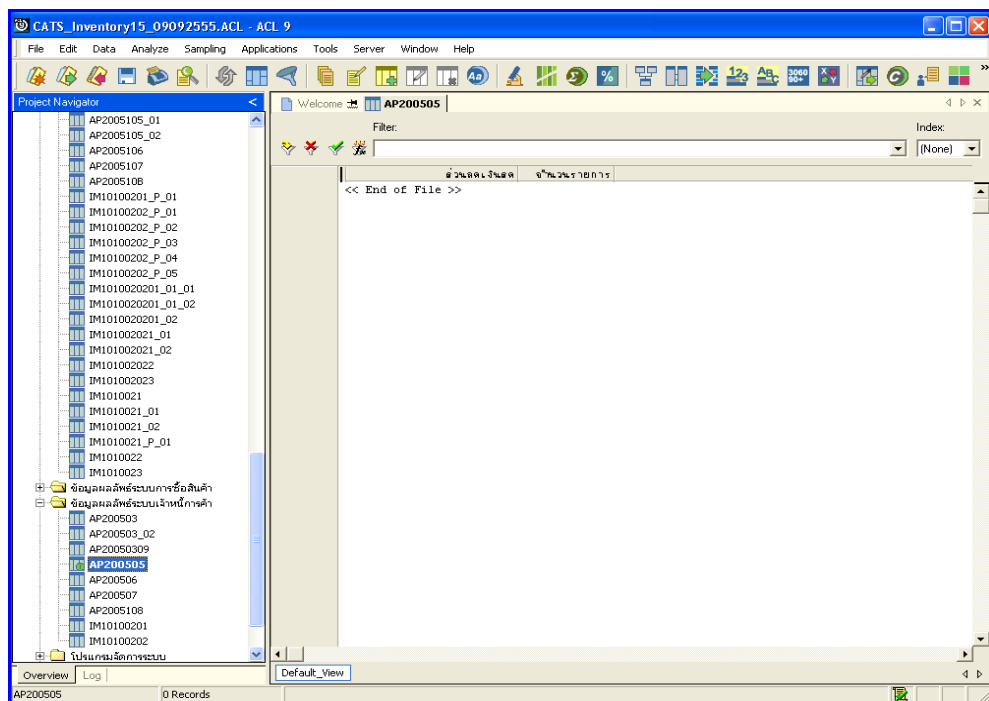 CATS_Inventory15_09092555.ACL - ACL 9
File Edit Data Analyze Sampling Applications Tools Server Window Help
Project Navigator <
Welcome AP200505
Filter: Index:
(None)
ส่วนลดเงินสด จำนวนรายการ
<< End of File >>
AP2005105_01
AP2005105_02
AP2005106
AP2005107
AP200510B
IM10100201_P_01
IM10100202_P_01
IM10100202_P_02
IM10100202_P_03
IM10100202_P_04
IM10100202_P_05
IM1010020201_01_01
IM1010020201_01_02
IM1010020201_02
IM101002021_01
IM101002021_02
IM101002022
IM101002023
IM1010021
IM1010021_01
IM1010021_02
IM1010021_P_01
IM1010022
IM1010023
ข้อมูลผลลัพธ์ระบบการซื้อสินค้า
ข้อมูลผลลัพธ์ระบบเจ้าหนี้การค้า
AP200503
AP200503_02
AP20050309
AP200505
AP200506
AP200507
AP2005108
IM10100201
IM10100202
โปรแกรมจัดการระบบ
Overview Log
Default_View
AP200505 0 Records